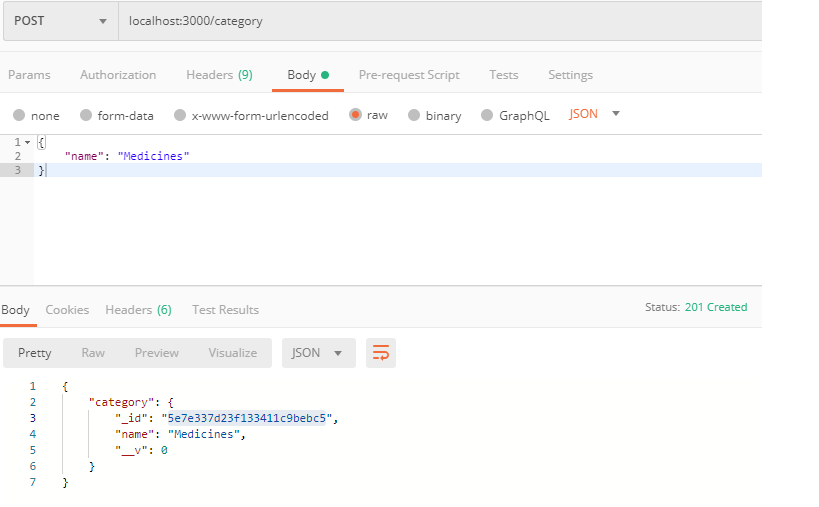 POST localhost:3000/category
Params Authorization Headers (9) Body Pre-request Script Tests Settings
none form-data x-www-form-urlencoded raw binary GraphQL JSON
1 {
2 "name": "Medicines"
3 }
Body Cookies Headers (6) Test Results Status: 201 Created
Pretty Raw Preview Visualize JSON
1 {
2 "category": {
3 "_id": "5e7e337d23f133411c9bebc5",
4 "name": "Medicines",
5 "__v": 0
6 }
7 }